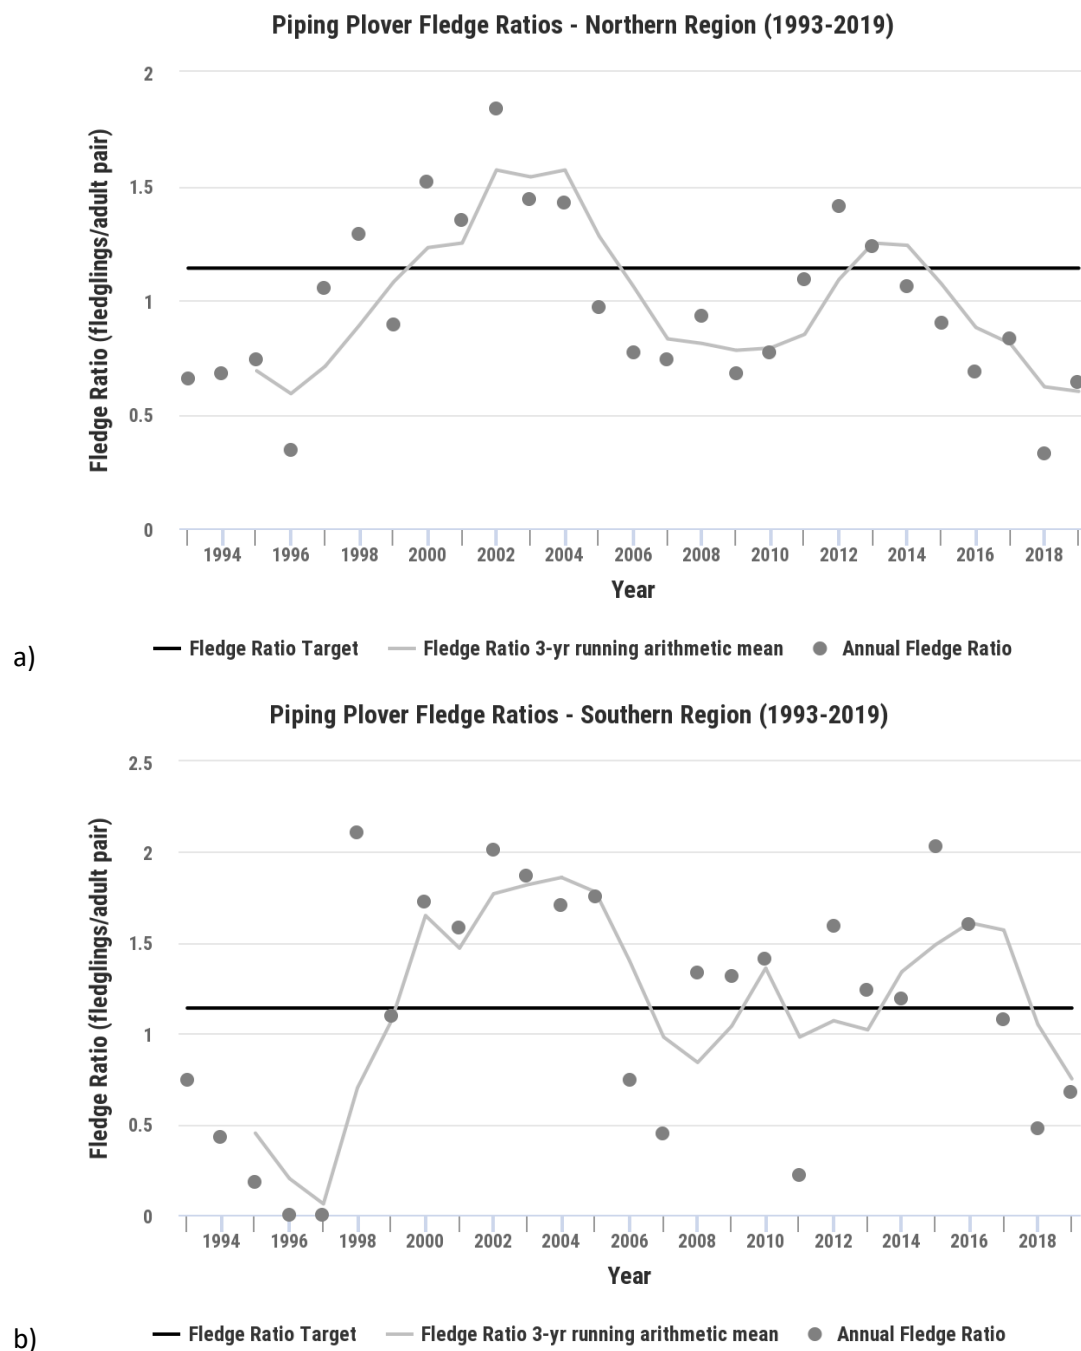 Piping Plover Fledge Ratios - Northern Region (1993-2019)
Fledge Ratio (fledglings/adult pair)
2
1.5
1
0.5
0
1994 1996 1998 2000 2002 2004 2006 2008 2010 2012 2014 2016 2018
Year
Fledge Ratio Target Fledge Ratio 3-yr running arithmetic mean Annual Fledge Ratio
a)
Piping Plover Fledge Ratios - Southern Region (1993-2019)
Fledge Ratio (fledglings/adult pair)
2.5
2
1.5
1
0.5
0
1994 1996 1998 2000 2002 2004 2006 2008 2010 2012 2014 2016 2018
Year
Fledge Ratio Target Fledge Ratio 3-yr running arithmetic mean Annual Fledge Ratio
b)